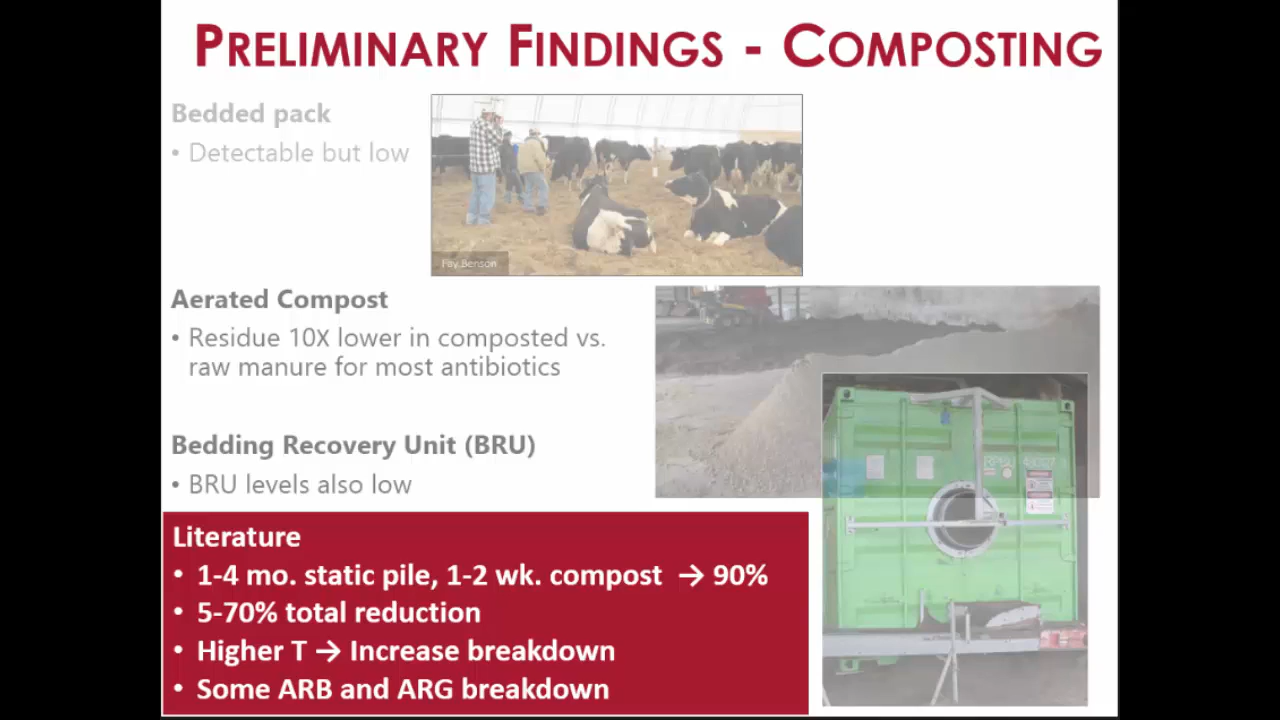 PRELIMINARY FINDINGS - COMPOSTING
Bedded pack
• Detectable but low
Fay Benson
Aerated Compost
• Residue 10X lower in composted vs.
raw manure for most antibiotics
Bedding Recovery Unit (BRU)
• BRU levels also low
Literature
• 1-4 mo. static pile, 1-2 wk. compost → 90%
• 5-70% total reduction
• Higher T → Increase breakdown
• Some ARB and ARG breakdown